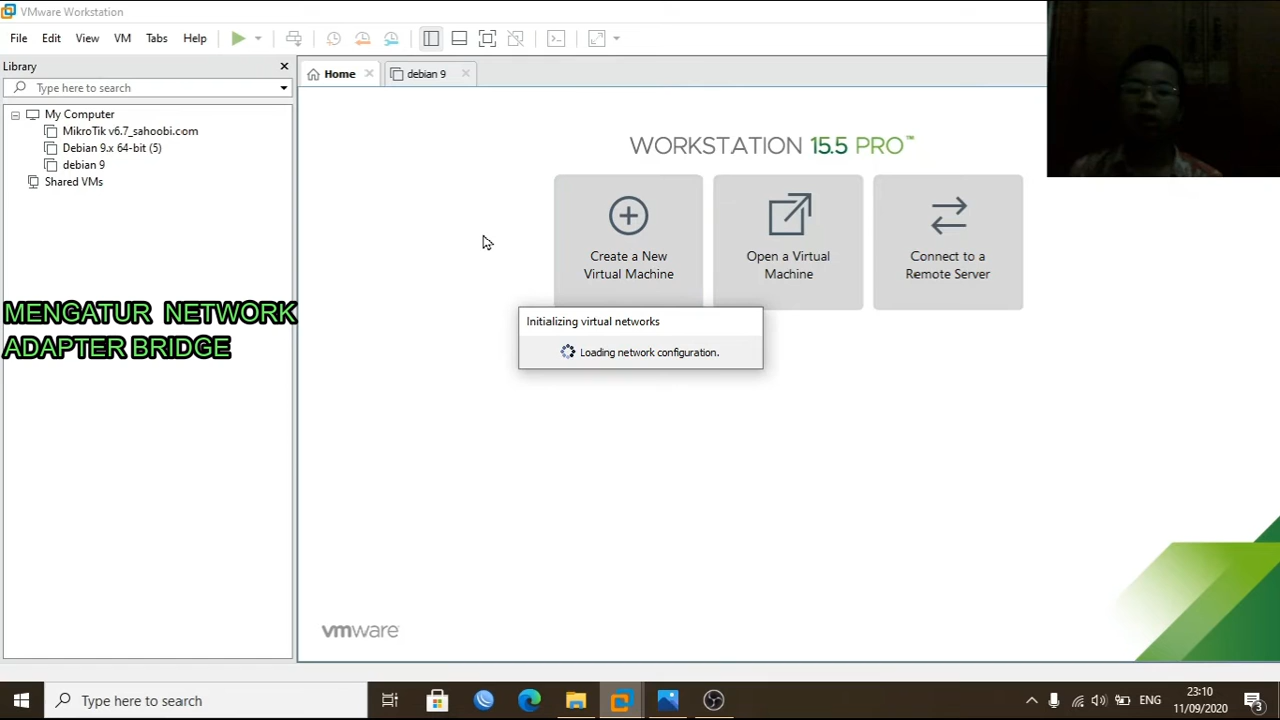 VMware Workstation
File Edit View VM Tabs Help
Library
Type here to search
My Computer
MikroTik v6.7_sahoobi.com
Debian 9.x 64-bit (5)
debian 9
Shared VMs
Home debian 9
WORKSTATION 15.5 PRO™
Create a New
Virtual Machine
Open a Virtual
Machine
Connect to a
Remote Server
Initializing virtual networks
Loading network configuration.
MENGATUR NETWORK
ADAPTER BRIDGE
vmware
Type here to search
ENG
23:10
11/09/2020
3